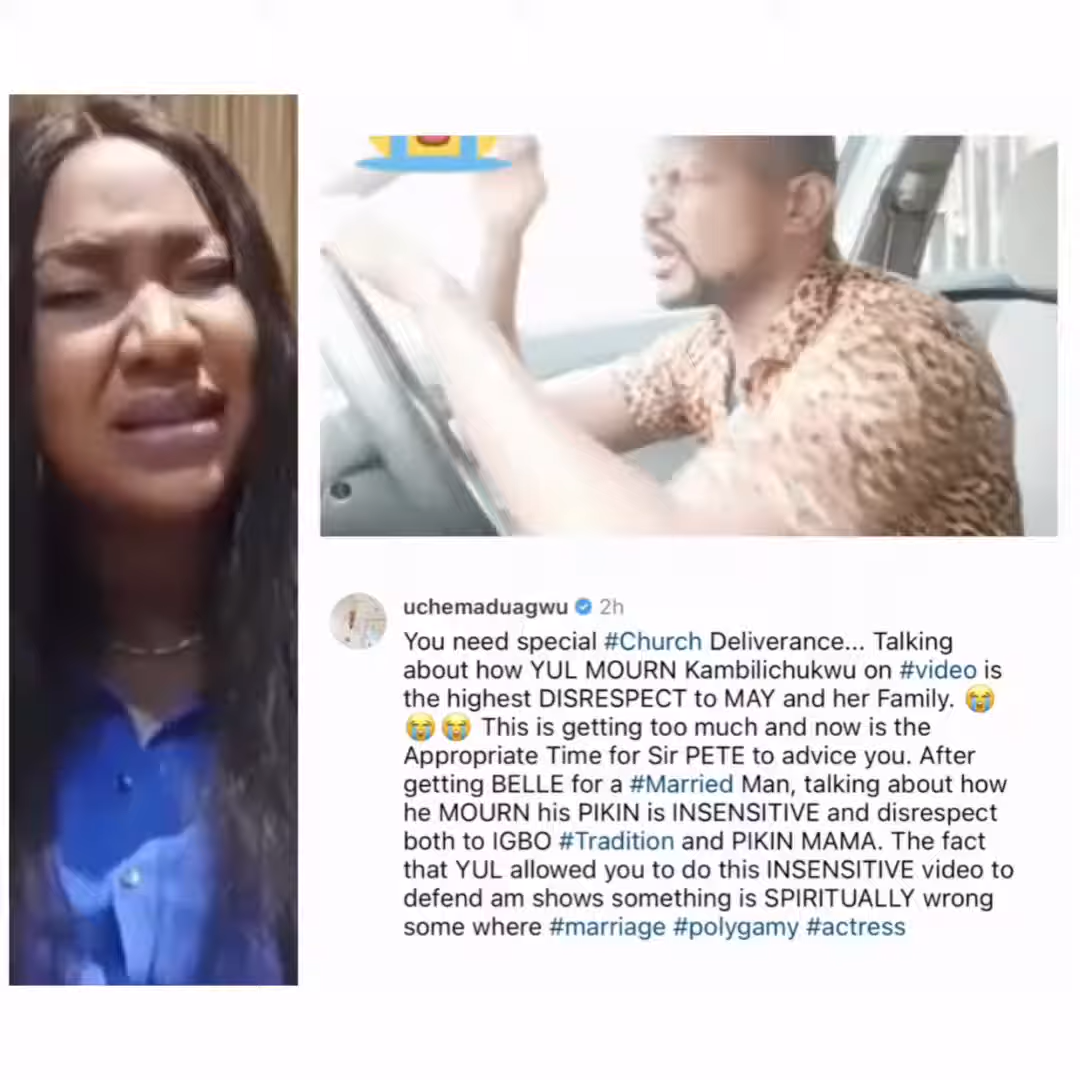 uchemaduagwu 2h
You need special #Church Deliverance... Talking
about how YUL MOURN Kambilichukwu on #video is
the highest DISRESPECT to MAY and her Family. 😭
😭😭 This is getting too much and now is the
Appropriate Time for Sir PETE to advice you. After
getting BELLE for a #Married Man, talking about how
he MOURN his PIKIN is INSENSITIVE and disrespect
both to IGBO #Tradition and PIKIN MAMA. The fact
that YUL allowed you to do this INSENSITIVE video to
defend am shows something is SPIRITUALLY wrong
some where #marriage #polygamy #actress